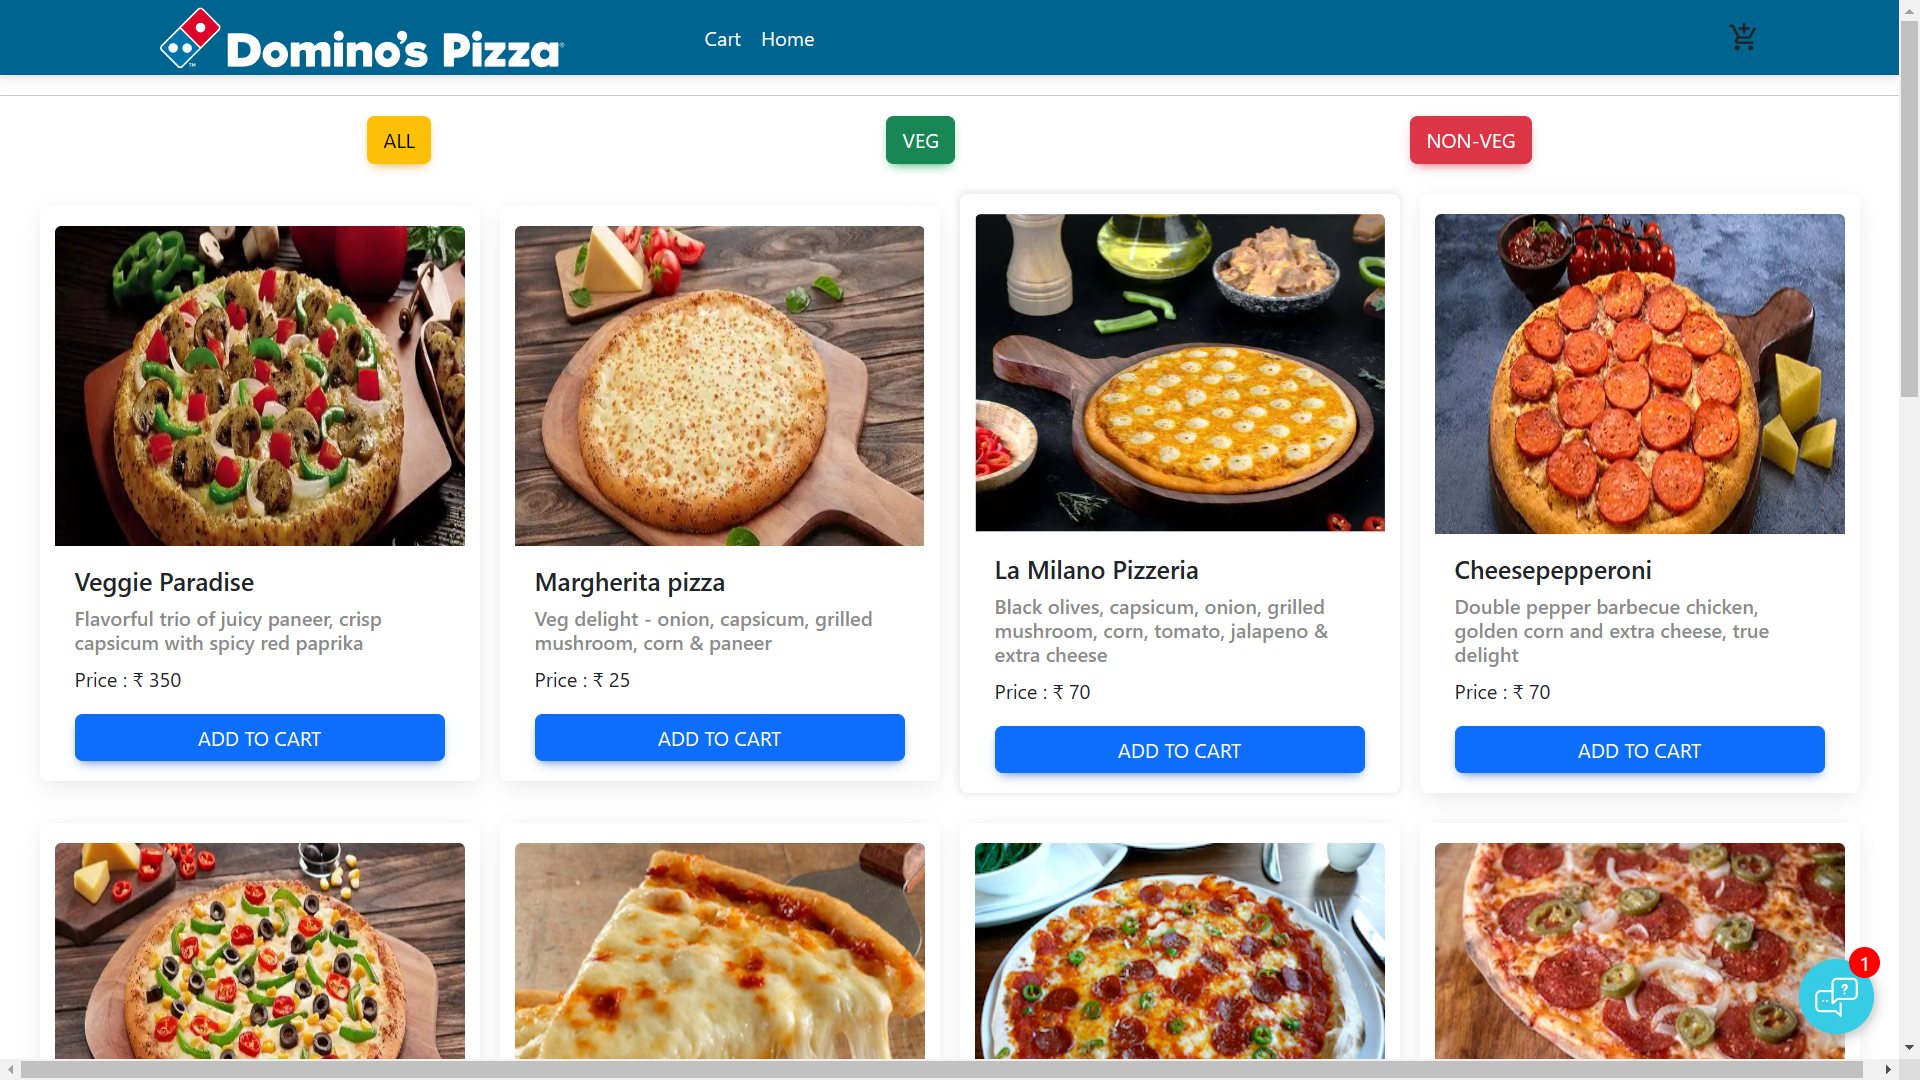 Domino's Pizza
Cart
Home
ALL
VEG
NON-VEG
Veggie Paradise
Flavorful trio of juicy paneer, crisp
capsicum with spicy red paprika
Price : ₹ 350
ADD TO CART
Margherita pizza
Veg delight - onion, capsicum, grilled
mushroom, corn & paneer
Price : ₹ 25
ADD TO CART
La Milano Pizzeria
Black olives, capsicum, onion, grilled
mushroom, corn, tomato, jalapeno &
extra cheese
Price : ₹ 70
ADD TO CART
Cheesepepperoni
Double pepper barbecue chicken,
golden corn and extra cheese, true
delight
Price : ₹ 70
ADD TO CART
1